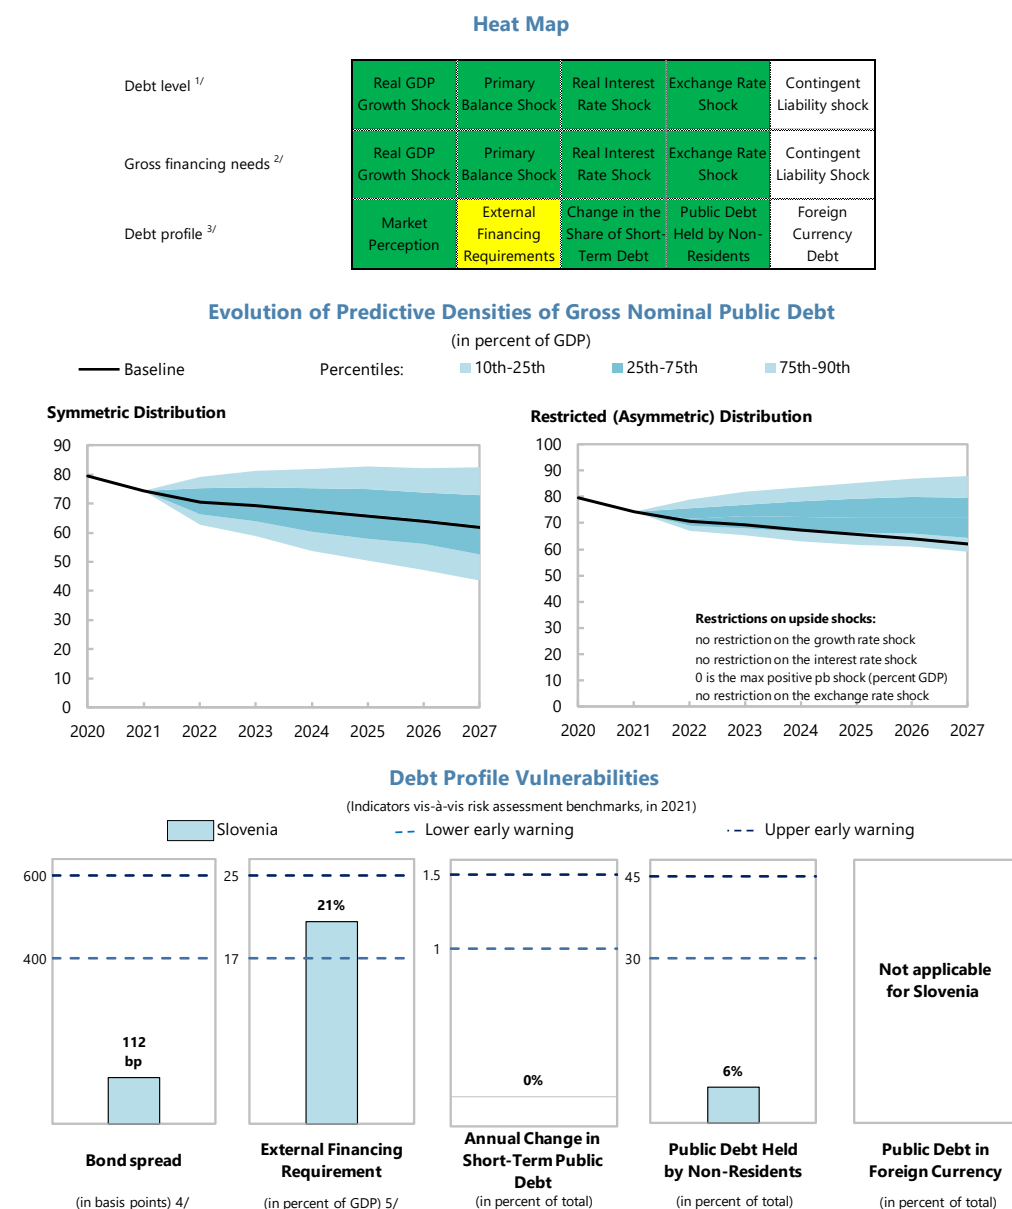 Heat Map
Debt level 1/
Real GDP Growth Shock
Primary Balance Shock
Real Interest Rate Shock
Exchange Rate Shock
Contingent Liability shock
Gross financing needs 2/
Real GDP Growth Shock
Primary Balance Shock
Real Interest Rate Shock
Exchange Rate Shock
Contingent Liability Shock
Debt profile 3/
Market Perception
External Financing Requirements
Change in the Share of Short-Term Debt
Public Debt Held by Non-Residents
Foreign Currency Debt
Evolution of Predictive Densities of Gross Nominal Public Debt
(in percent of GDP)
Baseline
Percentiles:
10th-25th
25th-75th
75th-90th
Symmetric Distribution
90
80
70
60
50
40
30
20
10
0
2020 2021 2022 2023 2024 2025 2026 2027
Restricted (Asymmetric) Distribution
100
90
80
70
60
50
40
30
20
10
0
Restrictions on upside shocks:
no restriction on the growth rate shock
no restriction on the interest rate shock
0 is the max positive pb shock (percent GDP)
no restriction on the exchange rate shock
2020 2021 2022 2023 2024 2025 2026 2027
Debt Profile Vulnerabilities
(Indicators vis-à-vis risk assessment benchmarks, in 2021)
Slovenia
Lower early warning
Upper early warning
600
400
112
bp
Bond spread
(in basis points) 4/
25
17
21%
External Financing
Requirement
(in percent of GDP) 5/
1.5
1
0%
Annual Change in
Short-Term Public
Debt
(in percent of total)
45
30
6%
Public Debt Held
by Non-Residents
(in percent of total)
Not applicable
for Slovenia
Public Debt in
Foreign Currency
(in percent of total)